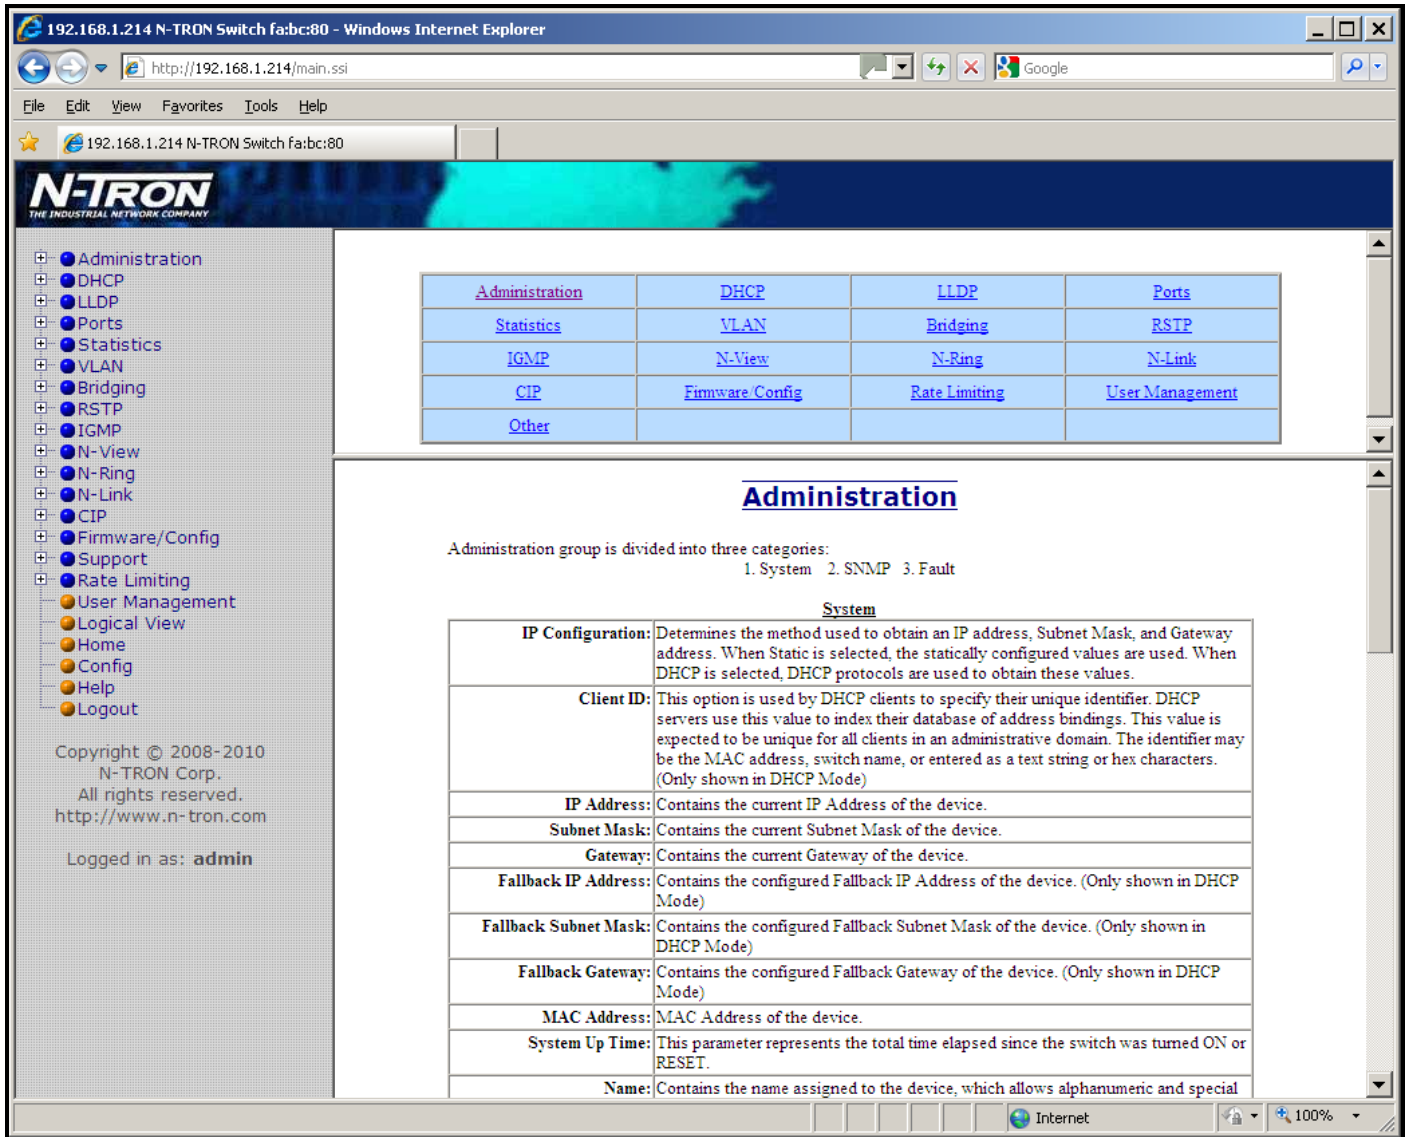 192.168.1.214 N-TRON Switch fa:bc:80 - Windows Internet Explorer
http://192.168.1.214/main.ssi
Google
File Edit View Favorites Tools Help
192.168.1.214 N-TRON Switch fa:bc:80
N-TRON
THE INDUSTRIAL NETWORK COMPANY
Administration
DHCP
LLDP
Ports
Statistics
VLAN
Bridging
RSTP
IGMP
N-View
N-Ring
N-Link
CIP
Firmware/Config
Support
Rate Limiting
User Management
Logical View
Home
Config
Help
Logout
Copyright © 2008-2010
N-TRON Corp.
All rights reserved.
http://www.n-tron.com
Logged in as: admin
Administration DHCP LLDP Ports
Statistics VLAN Bridging RSTP
IGMP N-View N-Ring N-Link
CIP Firmware/Config Rate Limiting User Management
Other
Administration
Administration group is divided into three categories:
1. System 2. SNMP 3. Fault
System
IP Configuration: Determines the method used to obtain an IP address, Subnet Mask, and Gateway
address. When Static is selected, the statically configured values are used. When
DHCP is selected, DHCP protocols are used to obtain these values.
Client ID: This option is used by DHCP clients to specify their unique identifier. DHCP
servers use this value to index their database of address bindings. This value is
expected to be unique for all clients in an administrative domain. The identifier may
be the MAC address, switch name, or entered as a text string or hex characters.
(Only shown in DHCP Mode)
IP Address: Contains the current IP Address of the device.
Subnet Mask: Contains the current Subnet Mask of the device.
Gateway: Contains the current Gateway of the device.
Fallback IP Address: Contains the configured Fallback IP Address of the device. (Only shown in DHCP
Mode)
Fallback Subnet Mask: Contains the configured Fallback Subnet Mask of the device. (Only shown in
DHCP Mode)
Fallback Gateway: Contains the configured Fallback Gateway of the device. (Only shown in DHCP
Mode)
MAC Address: MAC Address of the device.
System Up Time: This parameter represents the total time elapsed since the switch was turned ON or
RESET.
Name: Contains the name assigned to the device, which allows alphanumeric and special
Internet
100%